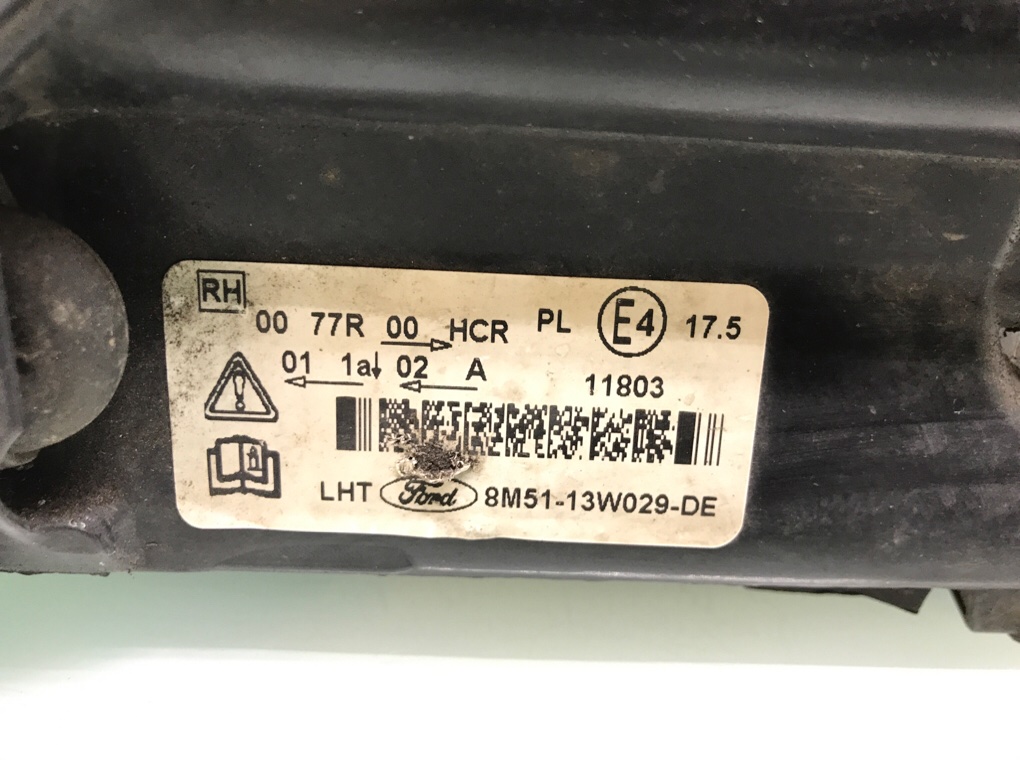 RH
00 77R 00 HCR PL E4 17.5
01 1a 02 A 11803
LHT Ford 8M51-13W029-DE